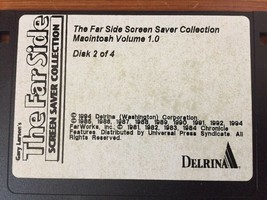 Gary Larson's
The Far Side
SCREEN SAVER COLLECTION
The Far Side Screen Saver Collection
Macintosh Volume 1.0
Disk 2 of 4
© 1994 Delrina (Washington) Corporation
© 1985, 1986, 1987, 1988, 1989, 1990, 1991, 1992, 1994
FarWorks, Inc. © 1981, 1982, 1983, 1984 Chronicle
Features Distributed by Universal Press Syndicate All
Rights Reserved.
DELRINA